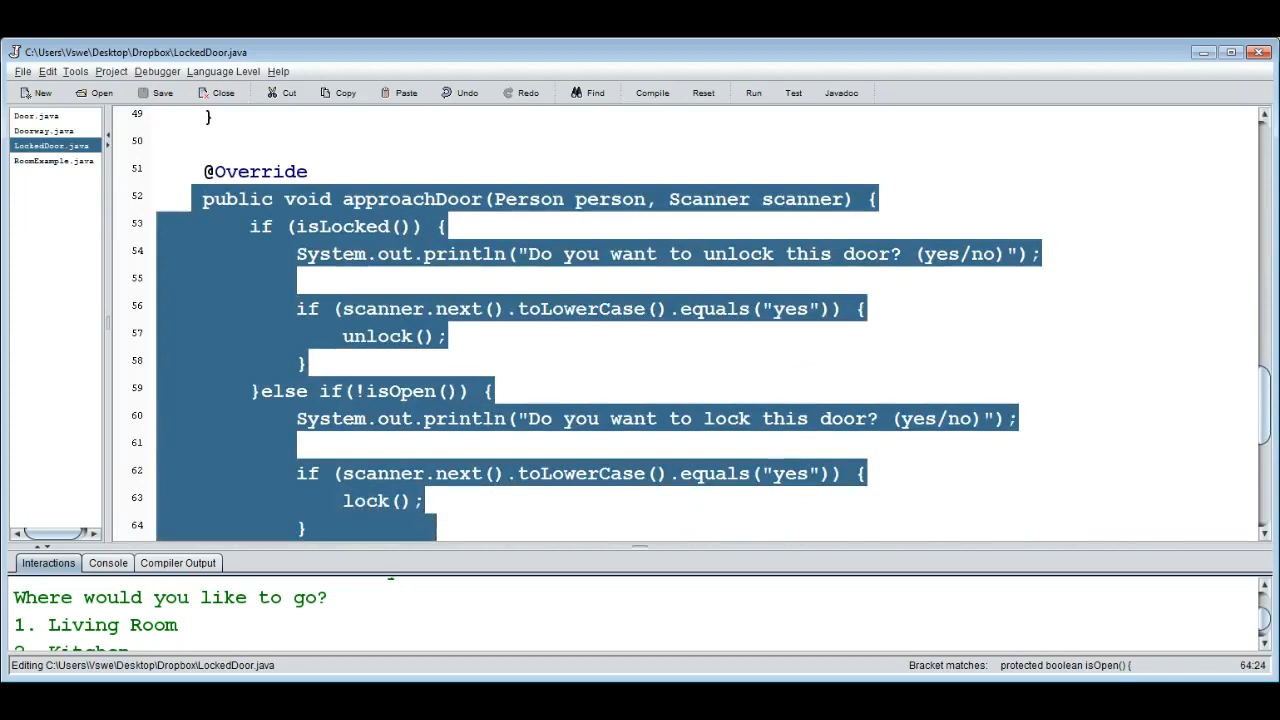 C:\Users\Vswe\Desktop\Dropbox\LockedDoor.java
File Edit Tools Project Debugger Language Level Help
New Open Save Close Cut Copy Paste Undo Redo Find Compile Reset Run Test Javadoc
Door.java
Doorway.java
LockedDoor.java
RoomExample.java
49 }
50
51 @Override
52 public void approachDoor(Person person, Scanner scanner) {
53 if (isLocked()) {
54 System.out.println("Do you want to unlock this door? (yes/no)");
55
56 if (scanner.next().toLowerCase().equals("yes")) {
57 unlock();
58 }
59 }else if(!isOpen()) {
60 System.out.println("Do you want to lock this door? (yes/no)");
61
62 if (scanner.next().toLowerCase().equals("yes")) {
63 lock();
64 }
Interactions Console Compiler Output
Where would you like to go?
1. Living Room
2. Kitchen
Editing C:\Users\Vswe\Desktop\Dropbox\LockedDoor.java Bracket matches: protected boolean isOpen() { 64:24